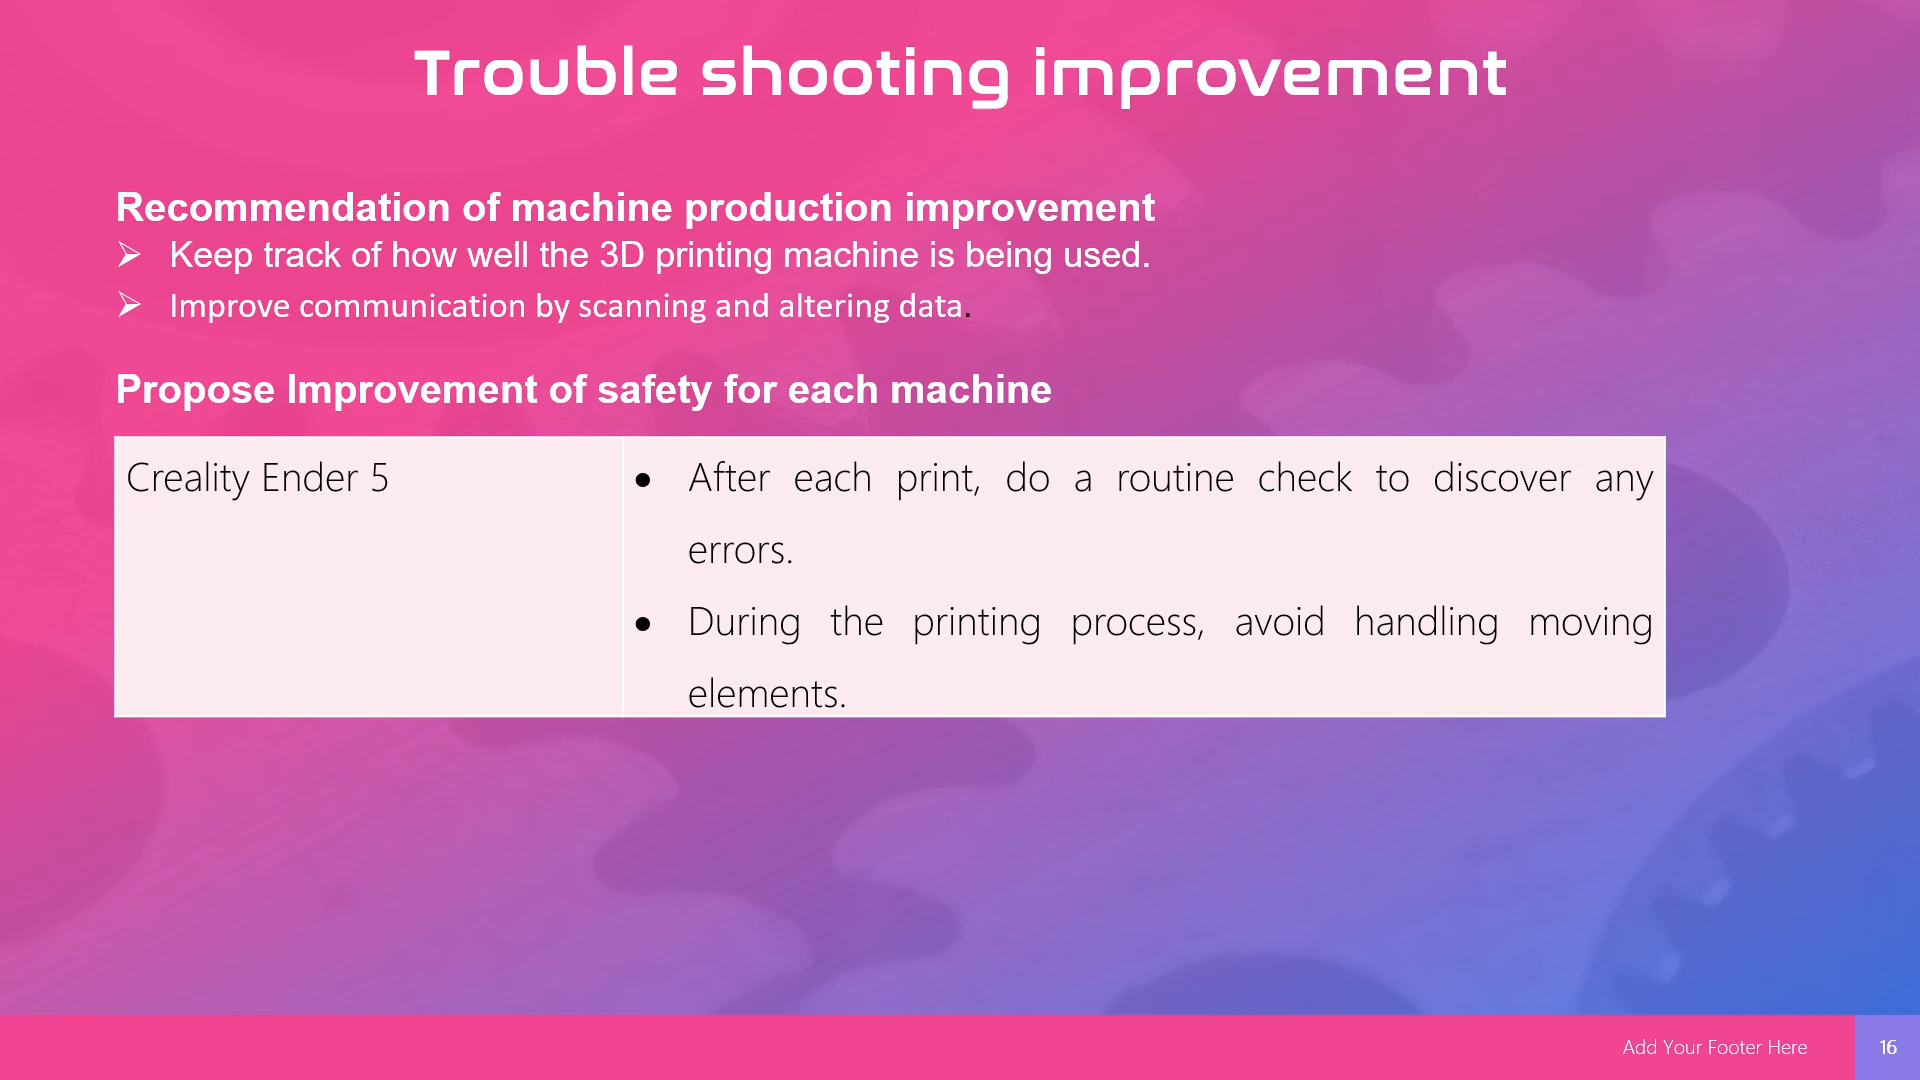 Trouble shooting improvement
Recommendation of machine production improvement
➢ Keep track of how well the 3D printing machine is being used.
➢ Improve communication by scanning and altering data.
Propose Improvement of safety for each machine
Creality Ender 5
● After each print, do a routine check to discover any
errors.
● During the printing process, avoid handling moving
elements.
Add Your Footer Here
16